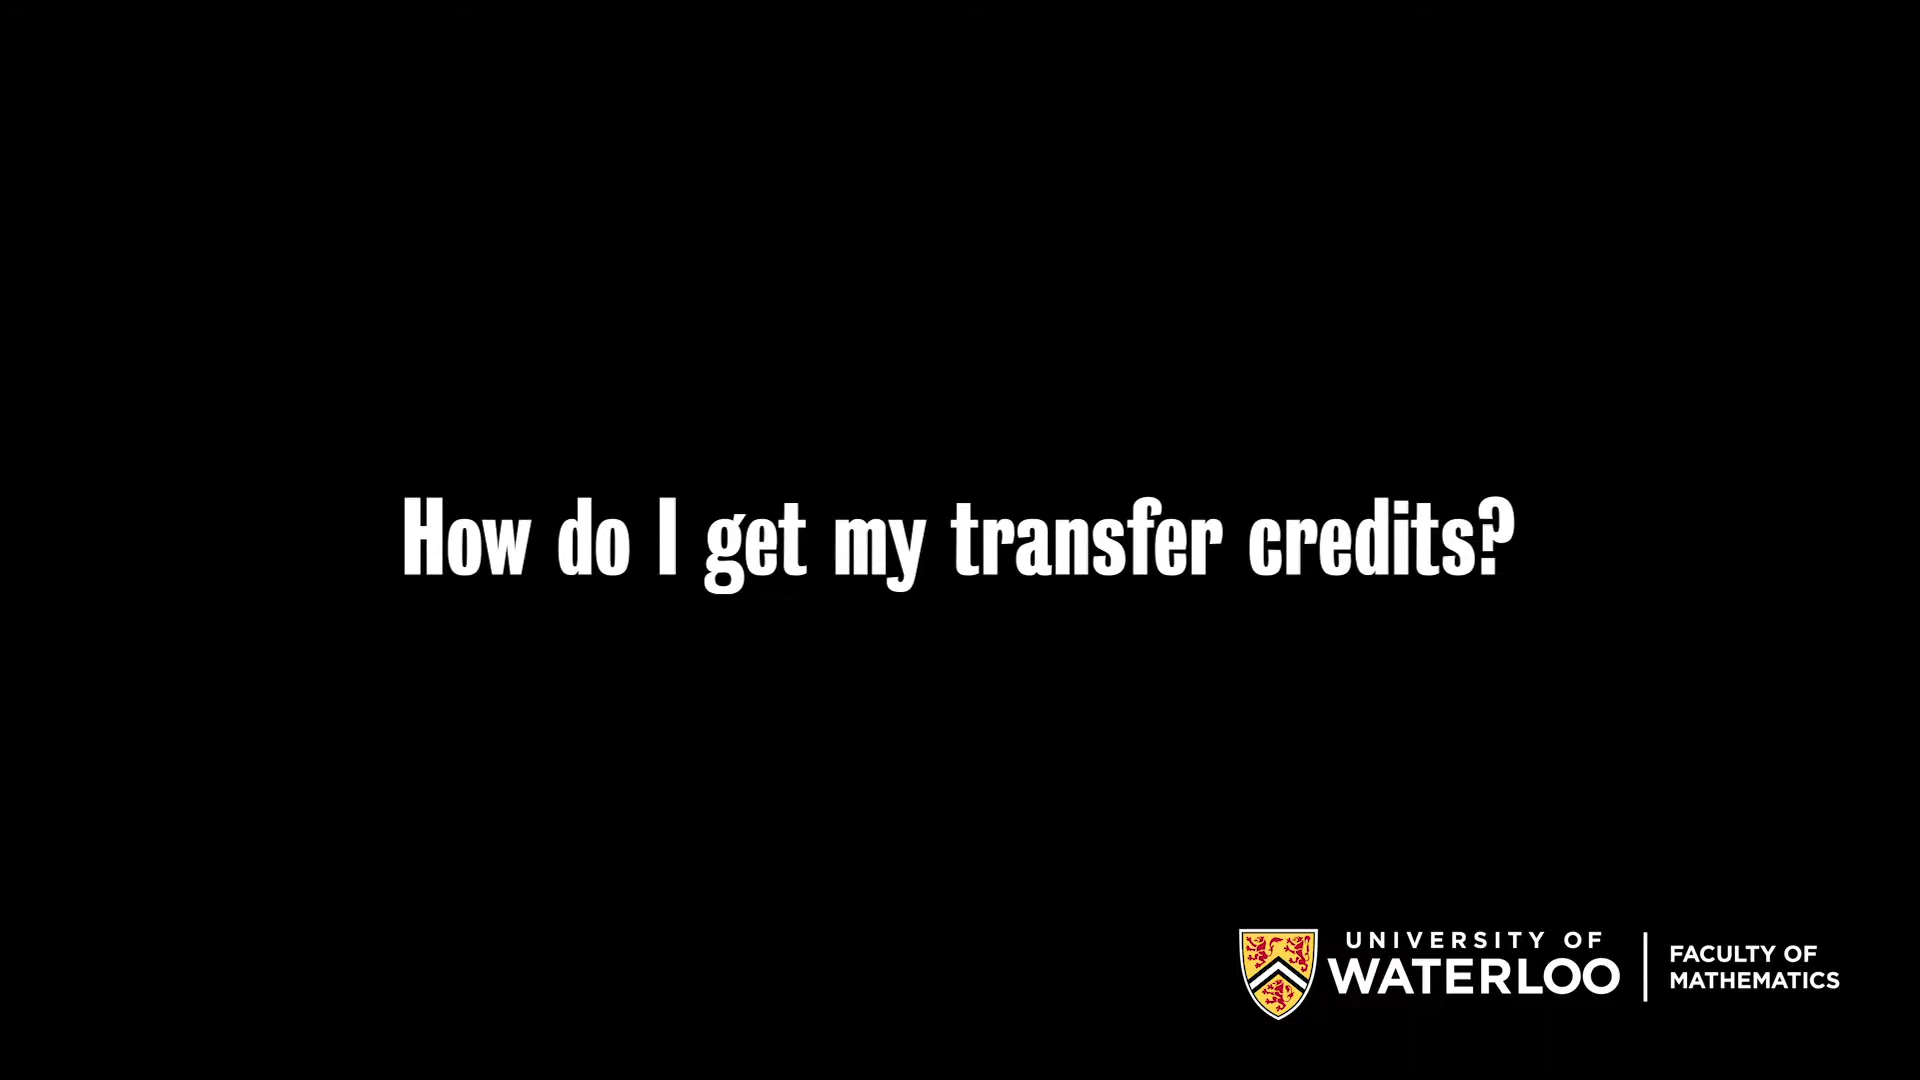 How do I get my transfer credits?
UNIVERSITY OF
WATERLOO
FACULTY OF
MATHEMATICS